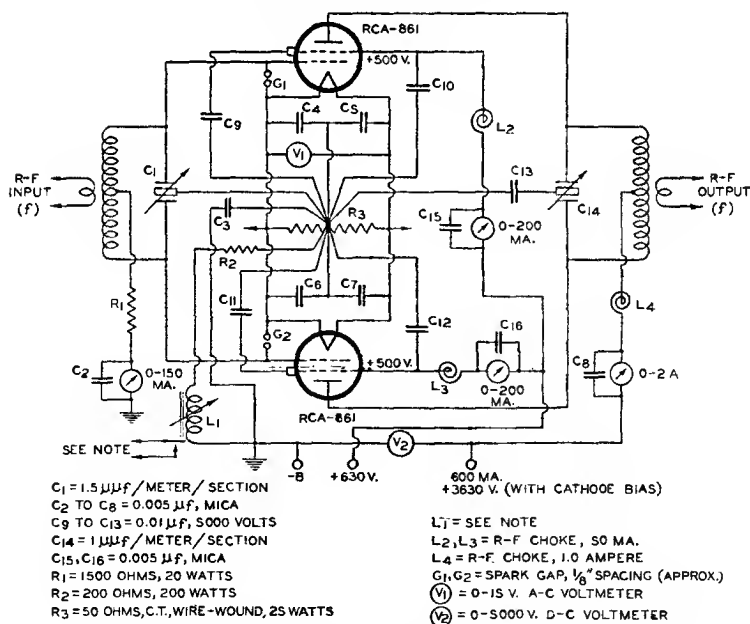 RCA-861
+500 V.
G1
C10
C4
C5
C9
L2
V1
R-F
INPUT
(f)
C1
C13
R-F
OUTPUT
(f)
C3
R3
C15
C14
0-200
MA.
R2
C11
C6
C7
R1
L4
C12
G2
C16
+500 V.
C2
0-150
MA.
C8
0-2 A
L3
0-200
MA.
RCA-861
L1
SEE NOTE
V2
-B
+630 V.
600 MA.
+3630 V. (WITH CATHODE BIAS)
C1 = 1.5 μμf/METER/SECTION
C2 TO C8 = 0.005 μf, MICA
C9 TO C13 = 0.01 μf, 5000 VOLTS
C14 = 1 μμf/METER/SECTION
C15, C16 = 0.005 μf, MICA
R1 = 1500 OHMS, 20 WATTS
R2 = 200 OHMS, 200 WATTS
R3 = 50 OHMS, C.T., WIRE-WOUND, 25 WATTS
L1 = SEE NOTE
L2, L3 = R-F CHOKE, 50 MA.
L4 = R-F CHOKE, 1.0 AMPERE
G1, G2 = SPARK GAP, 1/8" SPACING (APPROX.)
V1 = 0-15 V. A-C VOLTMETER
V2 = 0-5000 V. D-C VOLTMETER